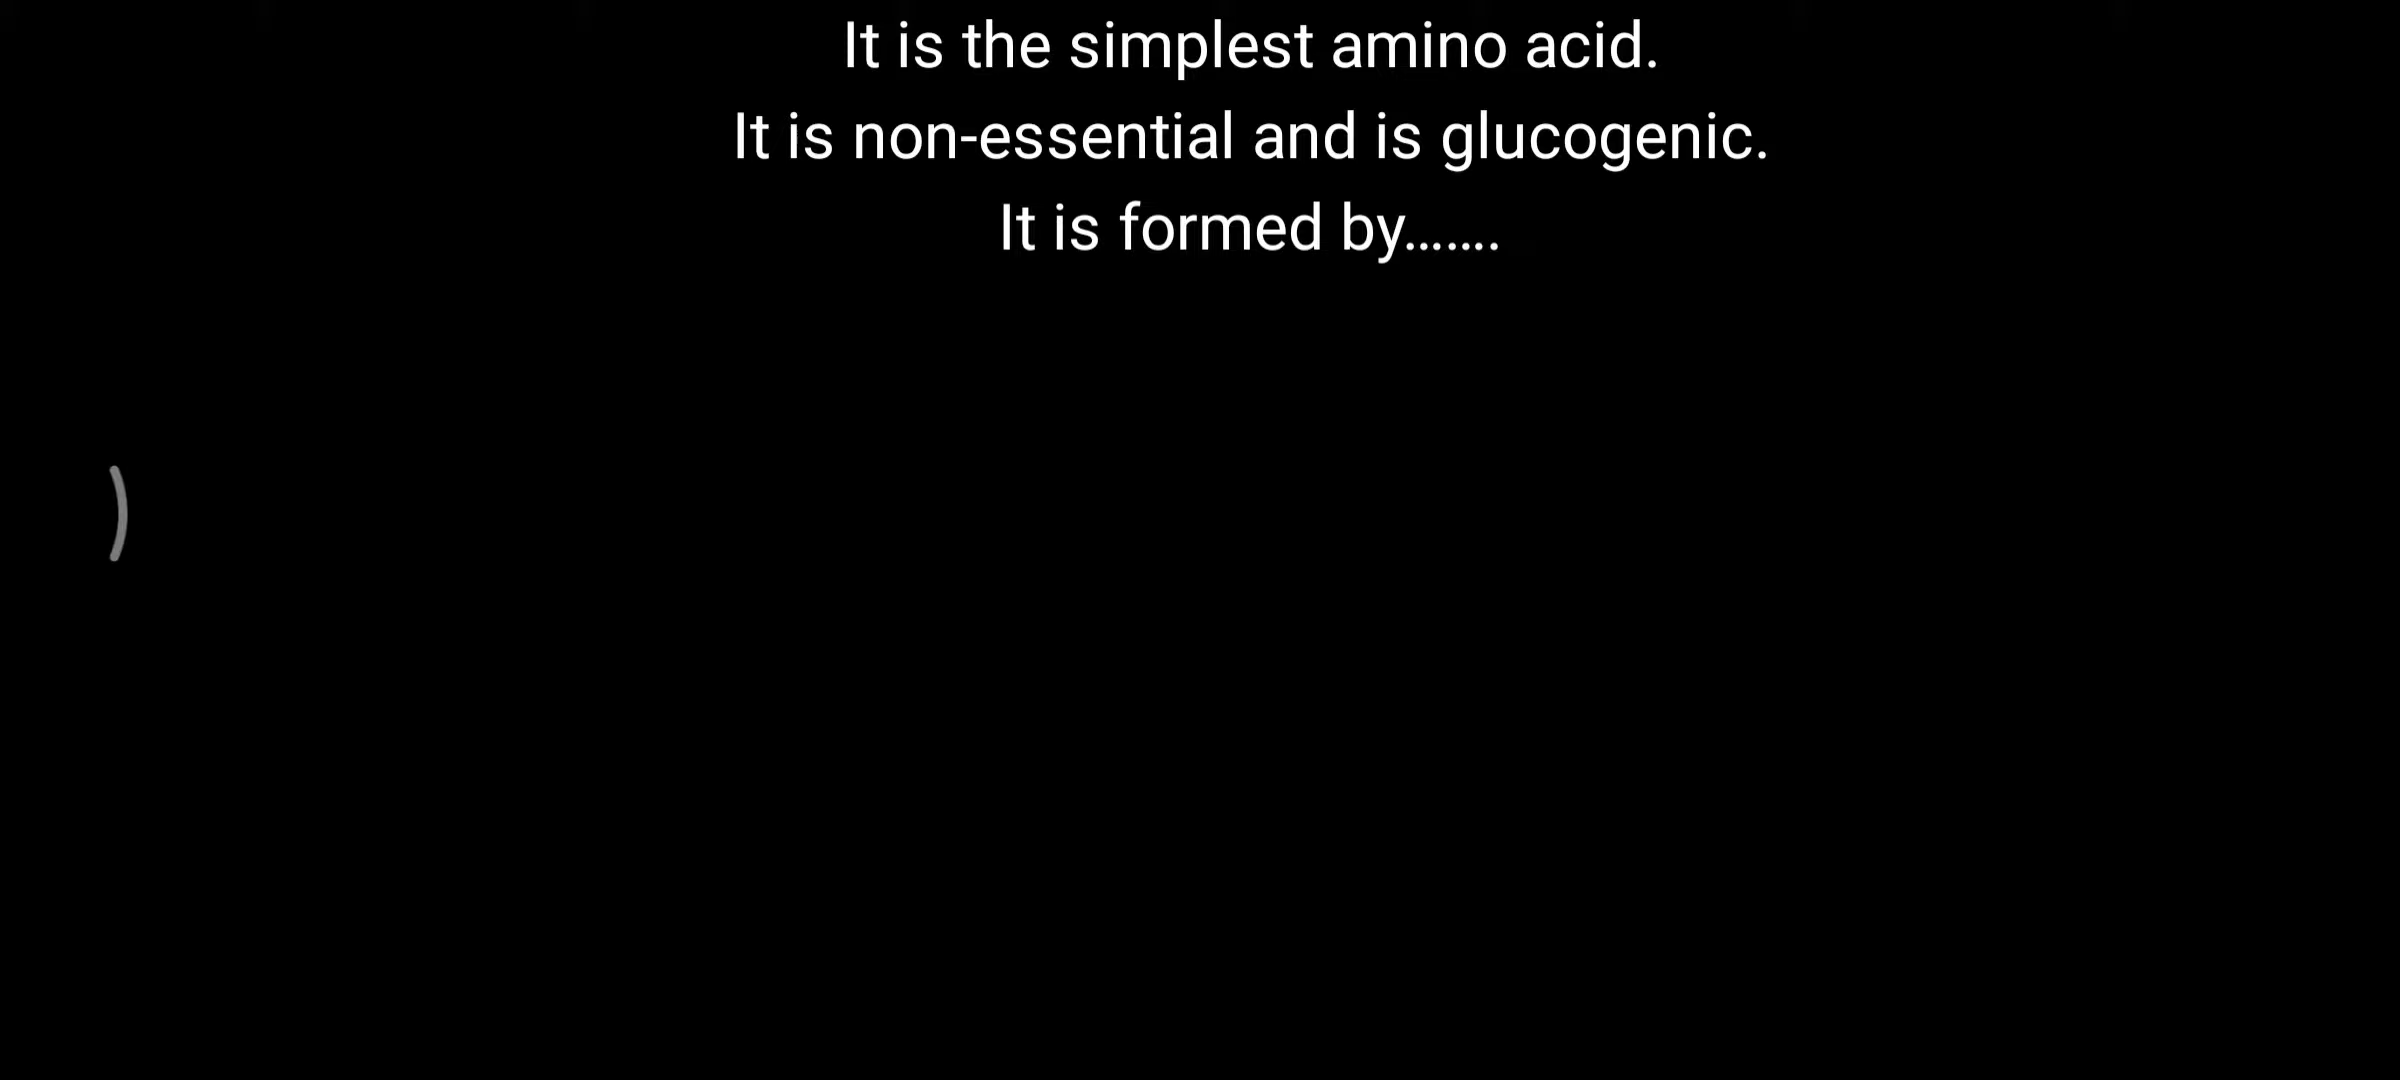 It is the simplest amino acid.
It is non-essential and is glucogenic.
It is formed by.......